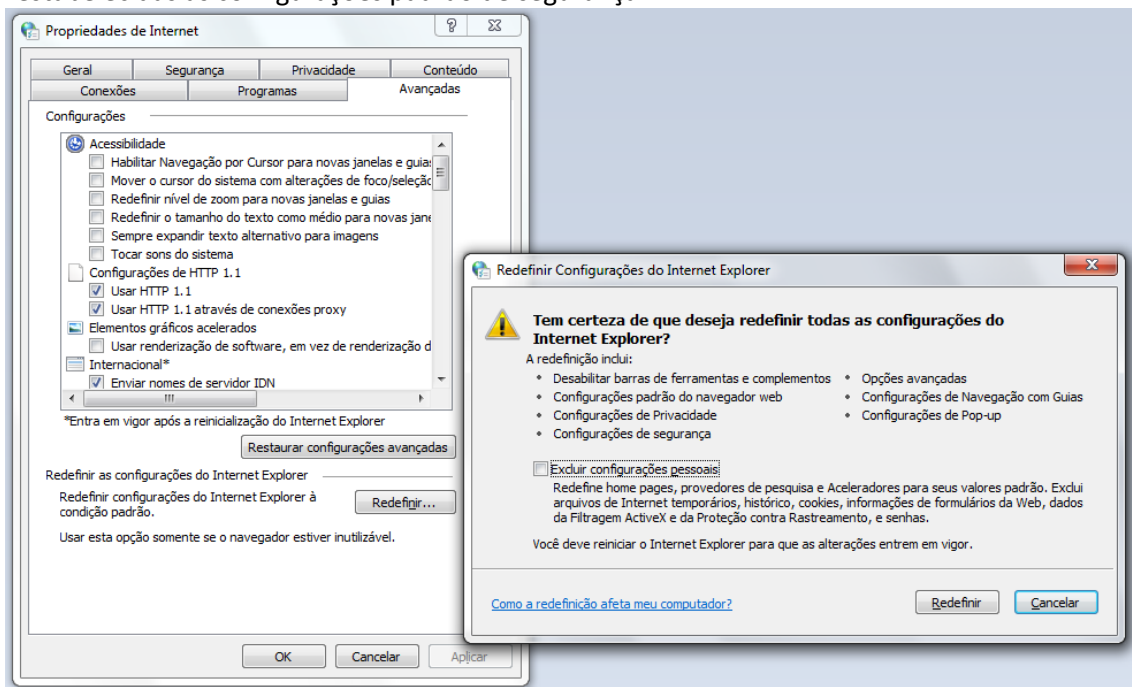 Propriedades de Internet
Geral
Segurança
Privacidade
Conteúdo
Conexões
Programas
Avançadas
Configurações
Acessibilidade
Habilitar Navegação por Cursor para novas janelas e
Mover o cursor do sistema com alterações de
Redefinir nível de zoom para novas janelas e guias
Redefinir o tamanho do texto como médio para novas
Sempre expandir texto alternativo para imagens
Tocar sons do sistema
Configurações de HTTP 1.1
Usar HTTP 1.1
Usar HTTP 1.1 através de conexões proxy
Elementos gráficos acelerados
Usar renderização de software, em vez de renderização
Internacional*
Enviar nomes de servidor IDN
*Entra em vigor após a reinicialização do Internet Explorer
Restaurar configurações avançadas
Redefinir as configurações do Internet Explorer
Redefinir configurações do Internet Explorer à
condição padrão.
Redefinir...
Usar esta opção somente se o navegador estiver inutilizável.
OK
Cancelar
Aplicar
Redefinir Configurações do Internet Explorer
Tem certeza de que deseja redefinir todas as configurações do
Internet Explorer?
A redefinição inclui:
• Desabilitar barras de ferramentas e complementos
• Configurações padrão do navegador web
• Configurações de Privacidade
• Configurações de segurança
• Opções avançadas
• Configurações de Navegação com Guias
• Configurações de Pop-up
Excluir configurações pessoais
Redefine home pages, provedores de pesquisa e Aceleradores para seus valores padrão. Exclui
arquivos de Internet temporários, histórico, cookies, informações de formulários da Web, dados
da Filtragem ActiveX e da Proteção contra Rastreamento, e senhas.
Você deve reiniciar o Internet Explorer para que as alterações entrem em vigor.
Como a redefinição afeta meu computador?
Redefinir
Cancelar